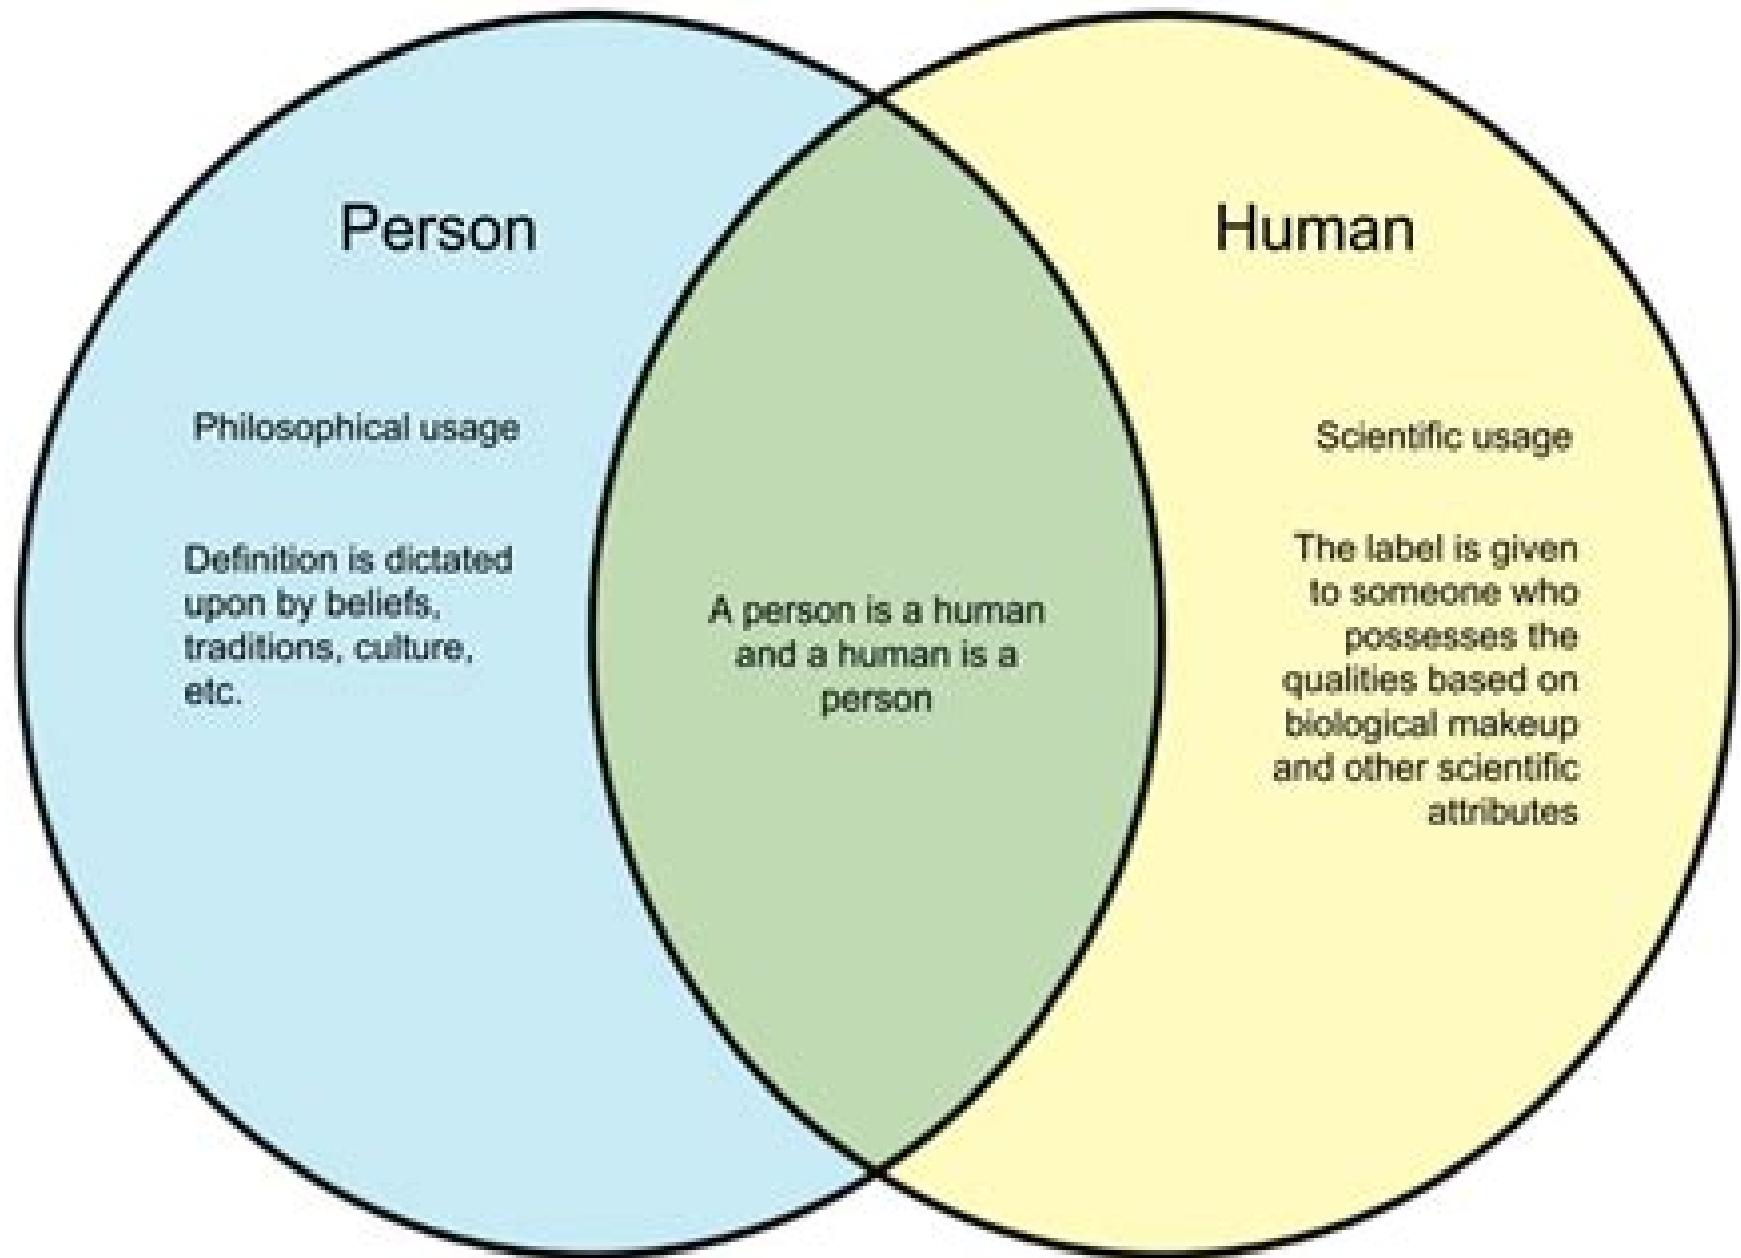 Person
Philosophical usage
Definition is dictated
upon by beliefs,
traditions, culture,
etc.
A person is a human
and a human is a
person
Human
Scientific usage
The label is given
to someone who
possesses the
qualities based on
biological makeup
and other scientific
attributes